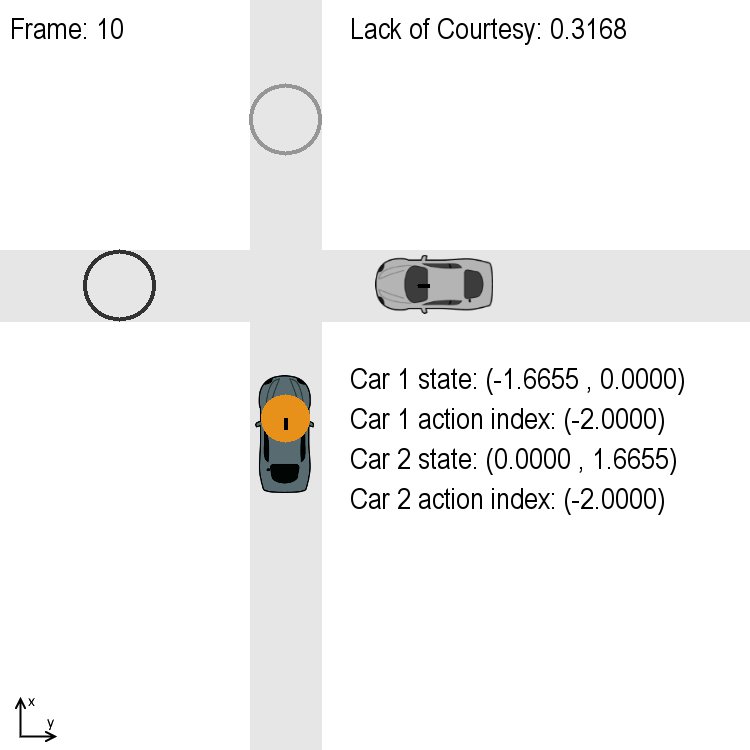 Frame: 10
Lack of Courtesy: 0.3168
Car 1 state: (-1.6655 , 0.0000)
Car 1 action index: (-2.0000)
Car 2 state: (0.0000 , 1.6655)
Car 2 action index: (-2.0000)
x
y